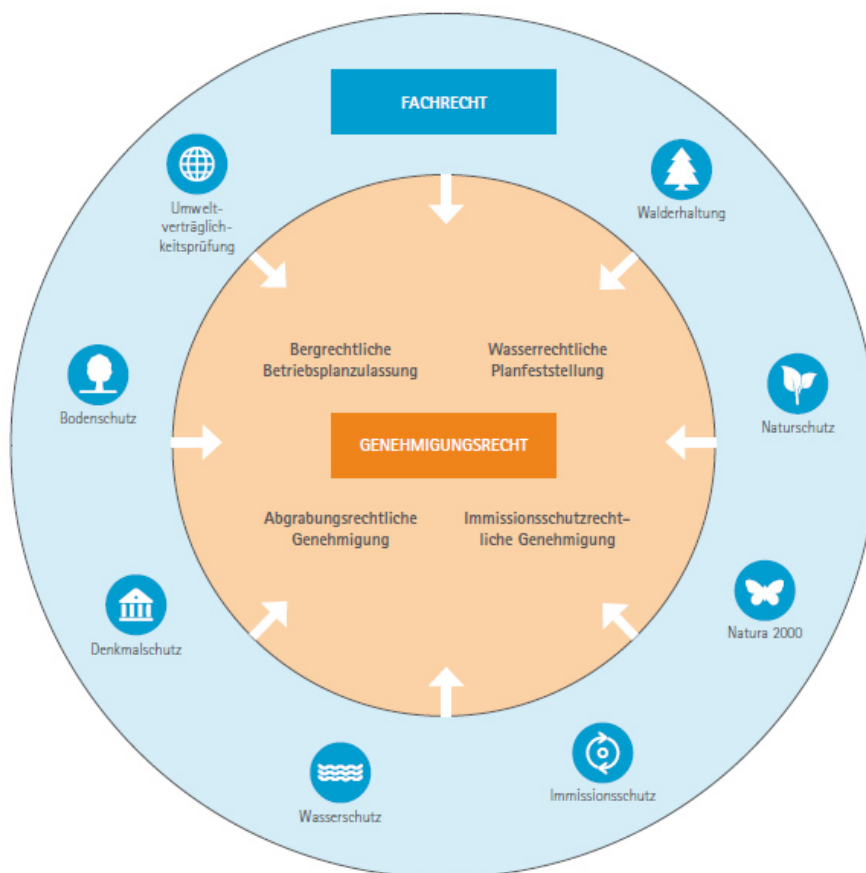 FACHRECHT
Umwelt-
verträglich-
keitsprüfung
Walderhaltung
Bergrechtliche
Betriebsplanzulassung
Wasserrechtliche
Planfeststellung
Bodenschutz
Naturschutz
GENEHMIGUNGSRECHT
Abgrabungsrechtliche
Genehmigung
Immissionsschutzrecht-
liche Genehmigung
Denkmalschutz
Natura 2000
Wasserschutz
Immissionsschutz